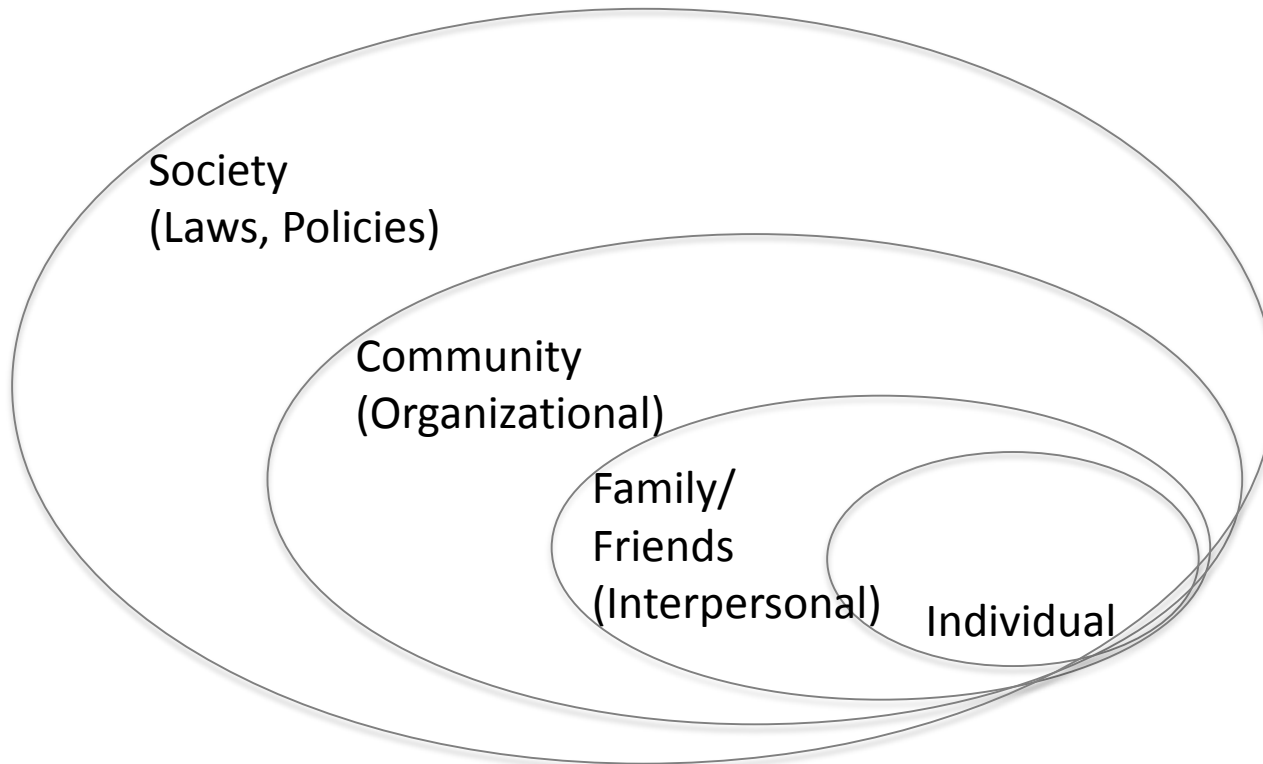 Society
(Laws, Policies)
Community
(Organizational)
Family/
Friends
(Interpersonal)
Individual